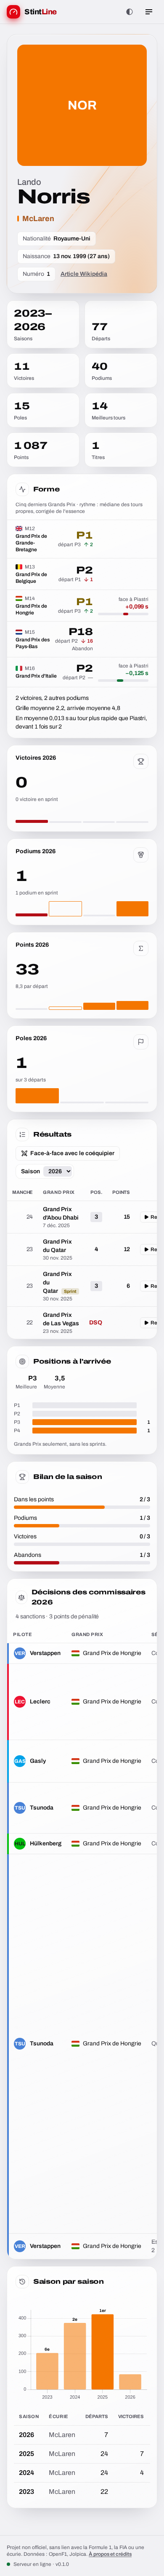 StintLine
NOR
Lando
Norris
McLaren
Nationalité Royaume-Uni
Naissance 13 nov. 1999 (27 ans)
Numéro 1 Article Wikipédia
2023–
2026
Saisons
77
Départs
11
Victoires
40
Podiums
15
Poles
14
Meilleurs tours
1 087
Points
1
Titres
Forme
Cinq derniers Grands Prix · rythme : médiane des tours
propres, corrigée de l'essence
M12
Grand Prix de
Grande-
Bretagne
P1
départ P3 ↑ 2
M13
Grand Prix de
Belgique
P2
départ P1 ↓ 1
M14
Grand Prix de
Hongrie
P1
départ P3 ↑ 2
face à Piastri
+0,099 s
M15
Grand Prix des
Pays-Bas
P18
départ P2 ↓ 16
Abandon
M16
Grand Prix d'Italie
P2
départ P2 —
face à Piastri
−0,125 s
2 victoires, 2 autres podiums
Grille moyenne 2,2, arrivée moyenne 4,8
En moyenne 0,013 s au tour plus rapide que Piastri,
devant 1 fois sur 2
Victoires 2026
0
0 victoire en sprint
Podiums 2026
1
1 podium en sprint
Points 2026
33
8,3 par départ
Poles 2026
1
sur 3 départs
Résultats
Face-à-face avec le coéquipier
Saison 2026
MANCHE GRAND PRIX POS. POINTS
24 Grand Prix d'Abou Dhabi 7 déc. 2025 3 15 Re
23 Grand Prix du Qatar 30 nov. 2025 4 12 Re
23 Grand Prix du Qatar Sprint 30 nov. 2025 3 6 Re
22 Grand Prix de Las Vegas 23 nov. 2025 DSQ Re
Positions à l'arrivée
P3
Meilleure
3,5
Moyenne
P1
P2
P3 1
P4 1
Grands Prix seulement, sans les sprints.
Bilan de la saison
Dans les points 2 / 3
Podiums 1 / 3
Victoires 0 / 3
Abandons 1 / 3
Décisions des commissaires
2026
4 sanctions · 3 points de pénalité
PILOTE GRAND PRIX
VER Verstappen Grand Prix de Hongrie
LEC Leclerc Grand Prix de Hongrie
GAS Gasly Grand Prix de Hongrie
TSU Tsunoda Grand Prix de Hongrie
HUL Hülkenberg Grand Prix de Hongrie
TSU Tsunoda Grand Prix de Hongrie
VER Verstappen Grand Prix de Hongrie
Saison par saison
400
300
200
100
0
6e
2e
1er
2023 2024 2025 2026
SAISON ÉCURIE DÉPARTS VICTOIRES
2026 McLaren 7
2025 McLaren 24 7
2024 McLaren 24 4
2023 McLaren 22
Projet non officiel, sans lien avec la Formula 1, la FIA ou une
écurie. Données : OpenF1, Jolpica. À propos et crédits
Serveur en ligne · v0.1.0